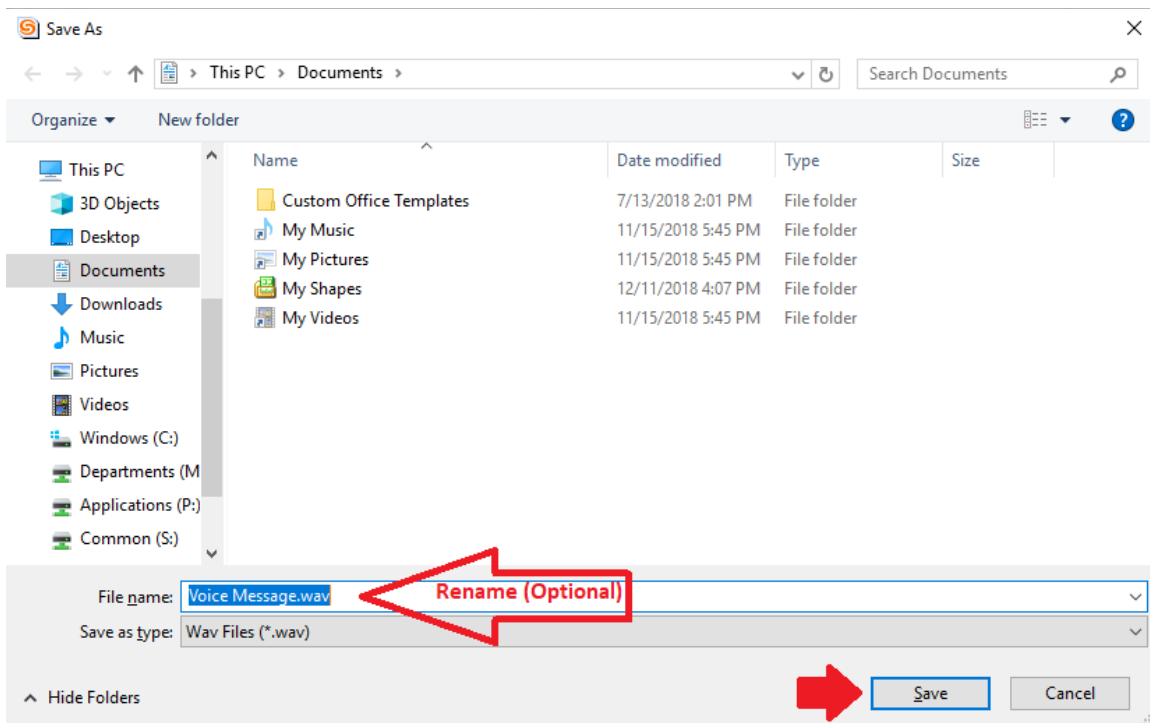 Save As
This PC > Documents >
Search Documents
Organize
New folder
Name
Date modified
Type
Size
This PC
3D Objects
Desktop
Documents
Downloads
Music
Pictures
Videos
Windows (C:)
Departments (M
Applications (P:)
Common (S:)
Custom Office Templates 7/13/2018 2:01 PM File folder
My Music 11/15/2018 5:45 PM File folder
My Pictures 11/15/2018 5:45 PM File folder
My Shapes 12/11/2018 4:07 PM File folder
My Videos 11/15/2018 5:45 PM File folder
File name: Voice Message.wav
Rename (Optional)
Save as type: Wav Files (*.wav)
Hide Folders
Save
Cancel